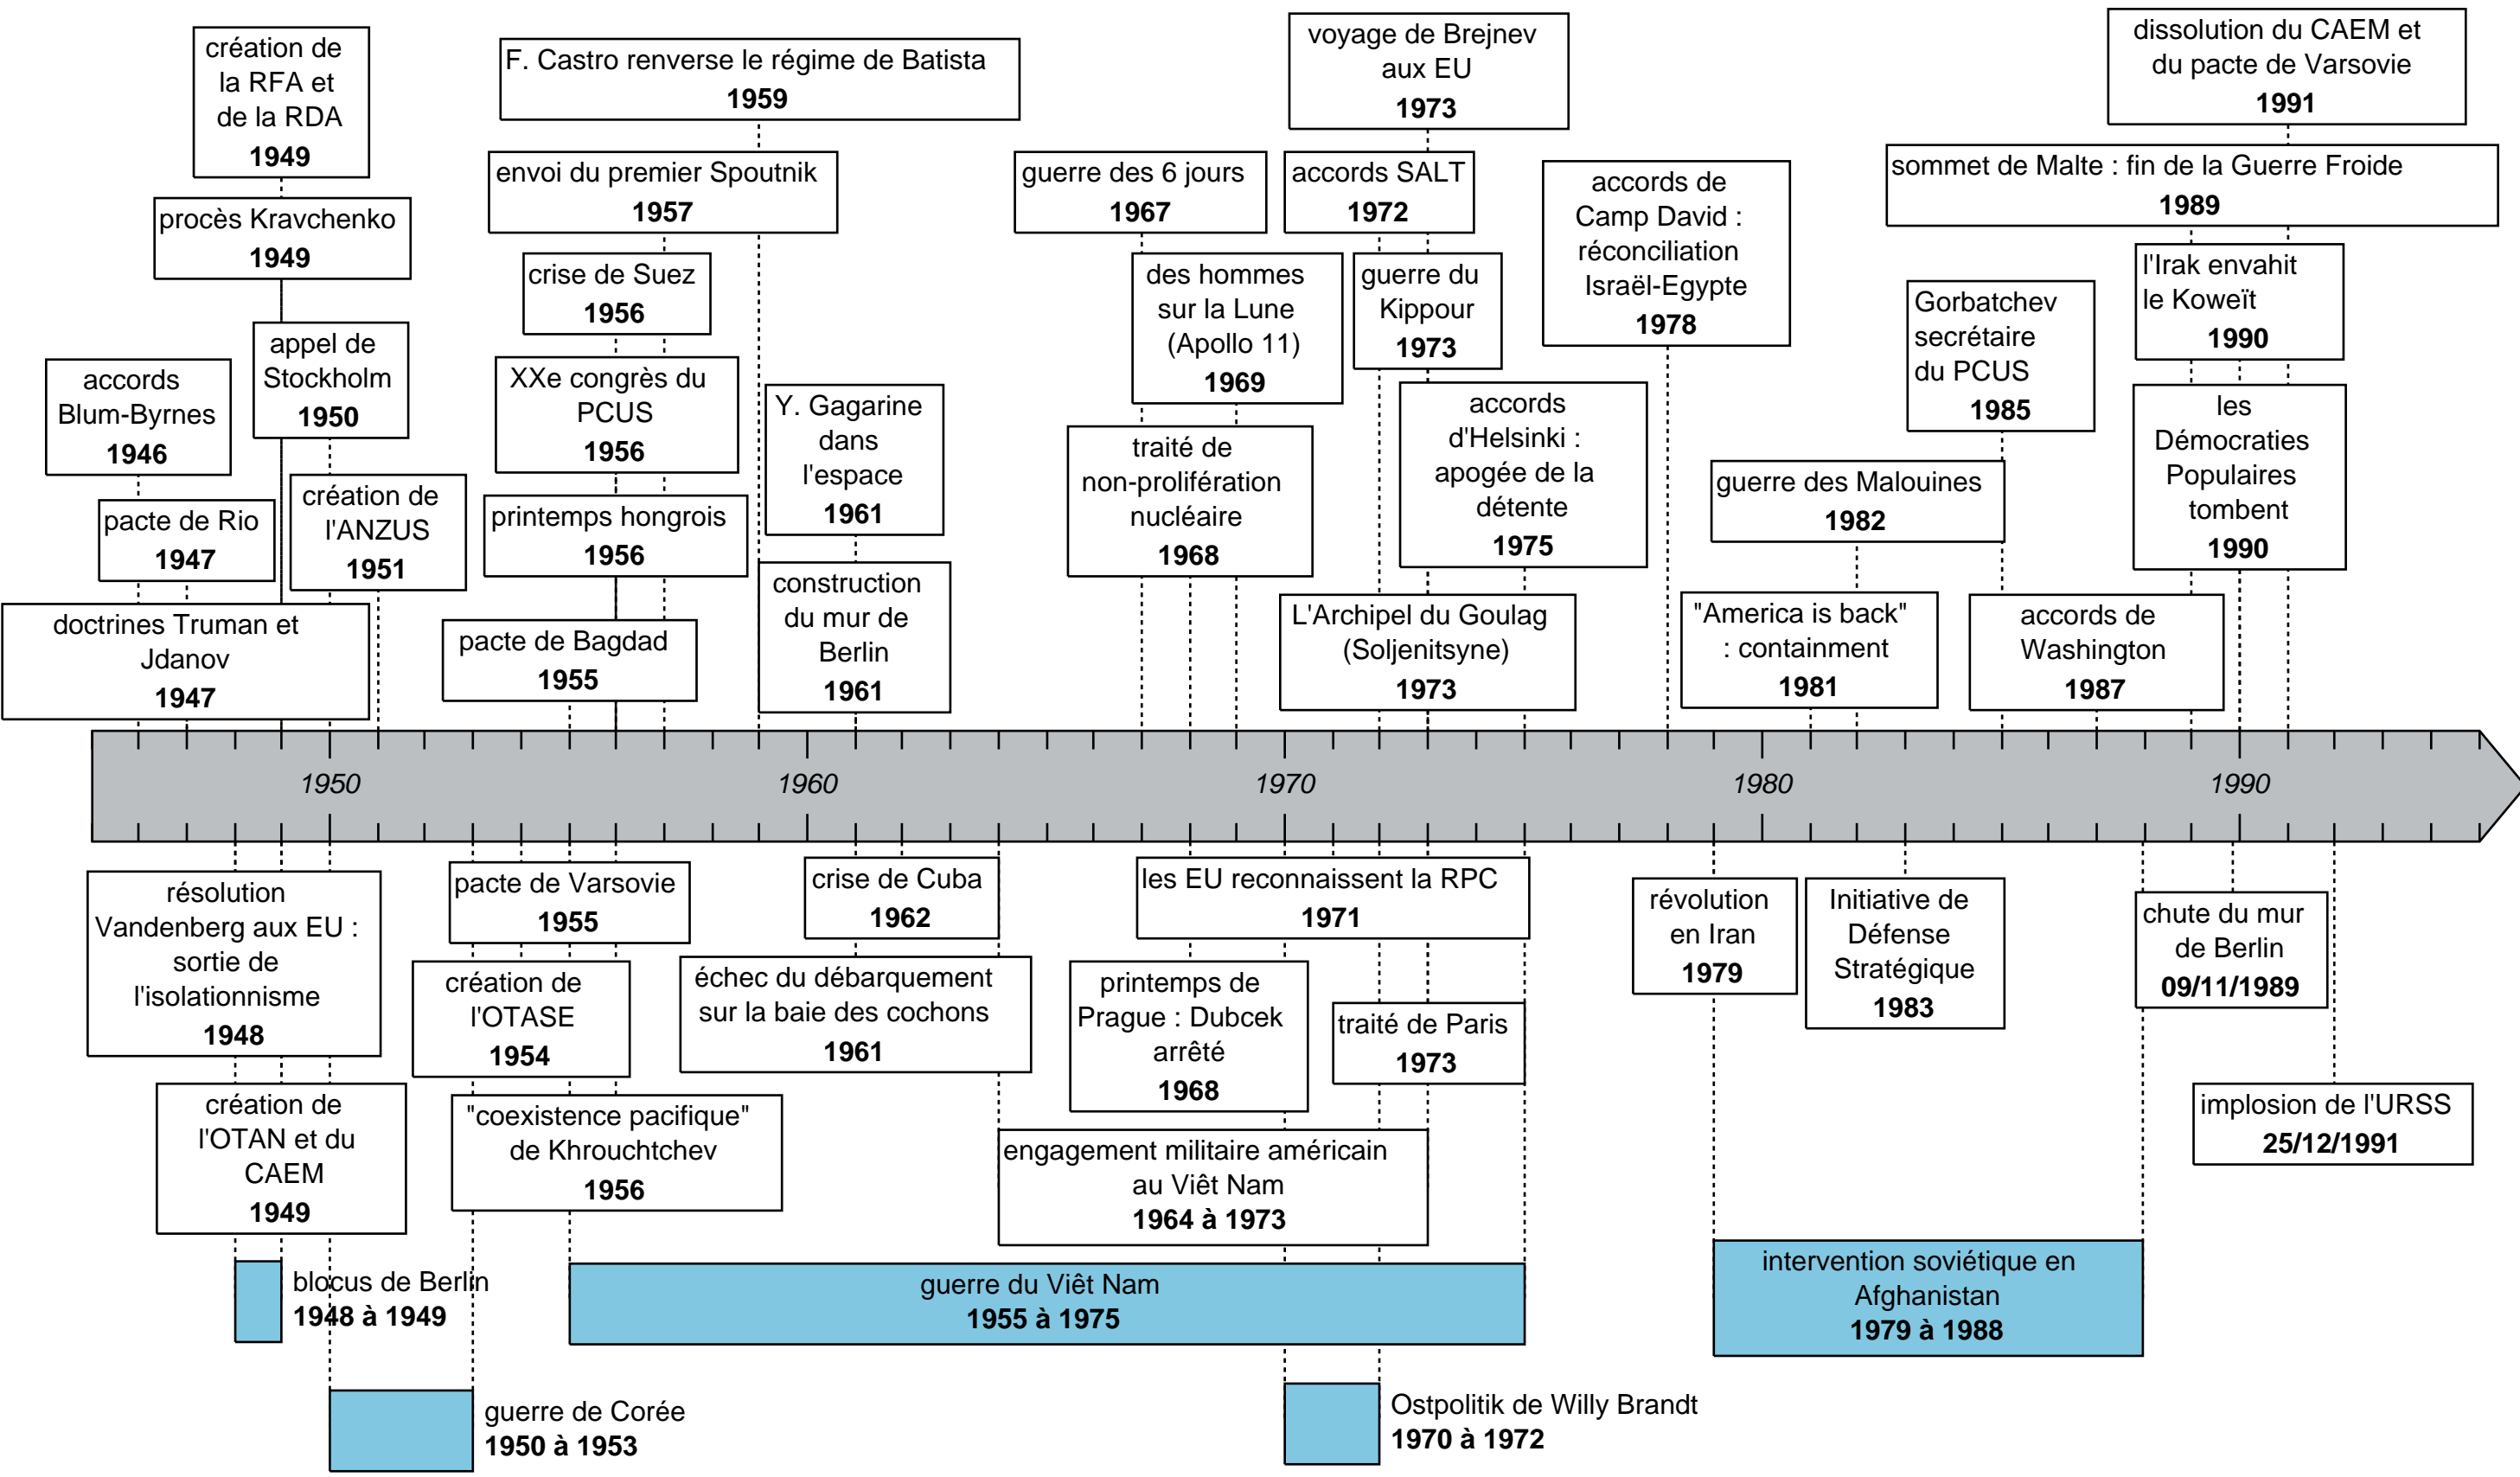 création de
la RFA et
de la RDA
1949
F. Castro renverse le régime de Batista
1959
voyage de Brejnev
aux EU
1973
dissolution du CAEM et
du pacte de Varsovie
1991
procès Kravchenko
1949
envoi du premier Spoutnik
1957
guerre des 6 jours
1967
accords SALT
1972
accords de
Camp David :
réconciliation
Israël-Egypte
1978
sommet de Malte : fin de la Guerre Froide
1989
crise de Suez
1956
des hommes
sur la Lune
(Apollo 11)
1969
guerre du
Kippour
1973
l'Irak envahit
le Koweït
1990
appel de
Stockholm
1950
Gorbatchev
secrétaire
du PCUS
1985
accords
Blum-Byrnes
1946
XXe congrès du
PCUS
1956
Y. Gagarine
dans
l'espace
1961
traité de
non-prolifération
nucléaire
1968
accords
d'Helsinki :
apogée de la
détente
1975
les
Démocraties
Populaires
tombent
1990
pacte de Rio
1947
création de
l'ANZUS
1951
printemps hongrois
1956
guerre des Malouines
1982
doctrines Truman et
Jdanov
1947
pacte de Bagdad
1955
construction
du mur de
Berlin
1961
L'Archipel du Goulag
(Soljenitsyne)
1973
"America is back"
: containment
1981
accords de
Washington
1987
1950
1960
1970
1980
1990
résolution
Vandenberg aux EU :
sortie de
l'isolationnisme
1948
pacte de Varsovie
1955
crise de Cuba
1962
les EU reconnaissent la RPC
1971
révolution
en Iran
1979
Initiative de
Défense
Stratégique
1983
chute du mur
de Berlin
09/11/1989
création de
l'OTASE
1954
échec du débarquement
sur la baie des cochons
1961
printemps de
Prague : Dubcek
arrêté
1968
traité de Paris
1973
création de
l'OTAN et du
CAEM
1949
"coexistence pacifique"
de Khrouchtchev
1956
engagement militaire américain
au Viêt Nam
1964 à 1973
implosion de l'URSS
25/12/1991
blocus de Berlin
1948 à 1949
guerre du Viêt Nam
1955 à 1975
intervention soviétique en
Afghanistan
1979 à 1988
guerre de Corée
1950 à 1953
Ostpolitik de Willy Brandt
1970 à 1972